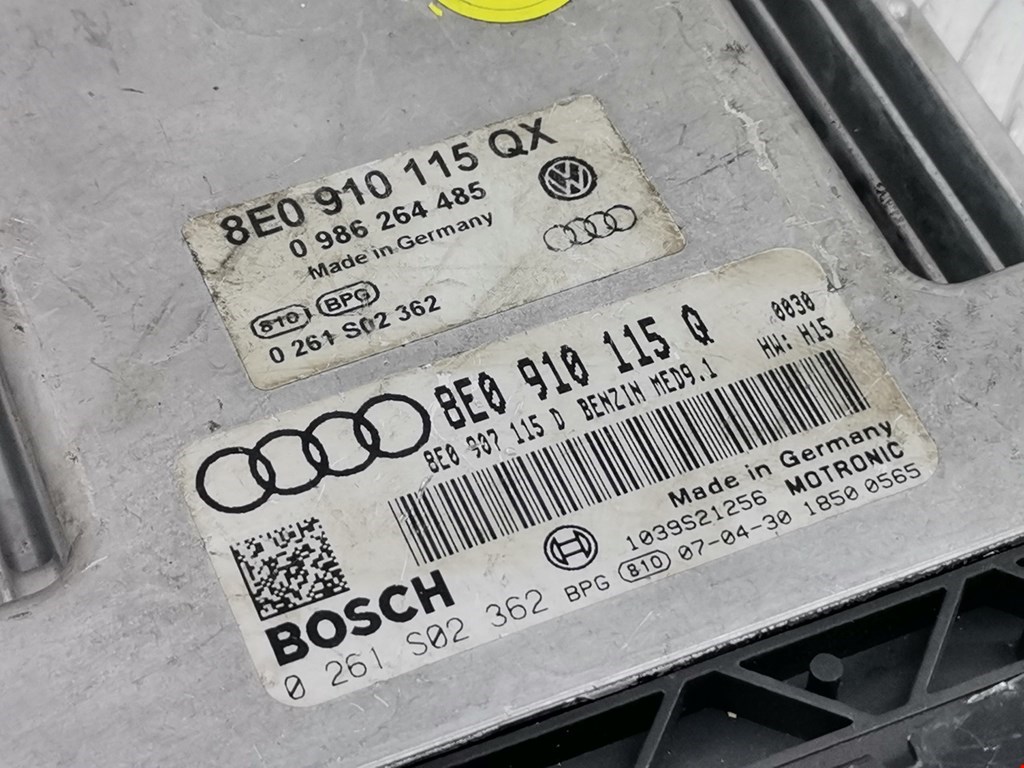 8E0 910 115 QX
0 986 264 485
Made in Germany
810 BPG
0 261 S02 362
8E0 910 115 Q 0030
8E0 907 115 D BENZIN MED9.1 HW: H15
Made in Germany
1039S21256 MOTRONIC
BPG 810 07-04-30 1850 0565
BOSCH
0 261 S02 362